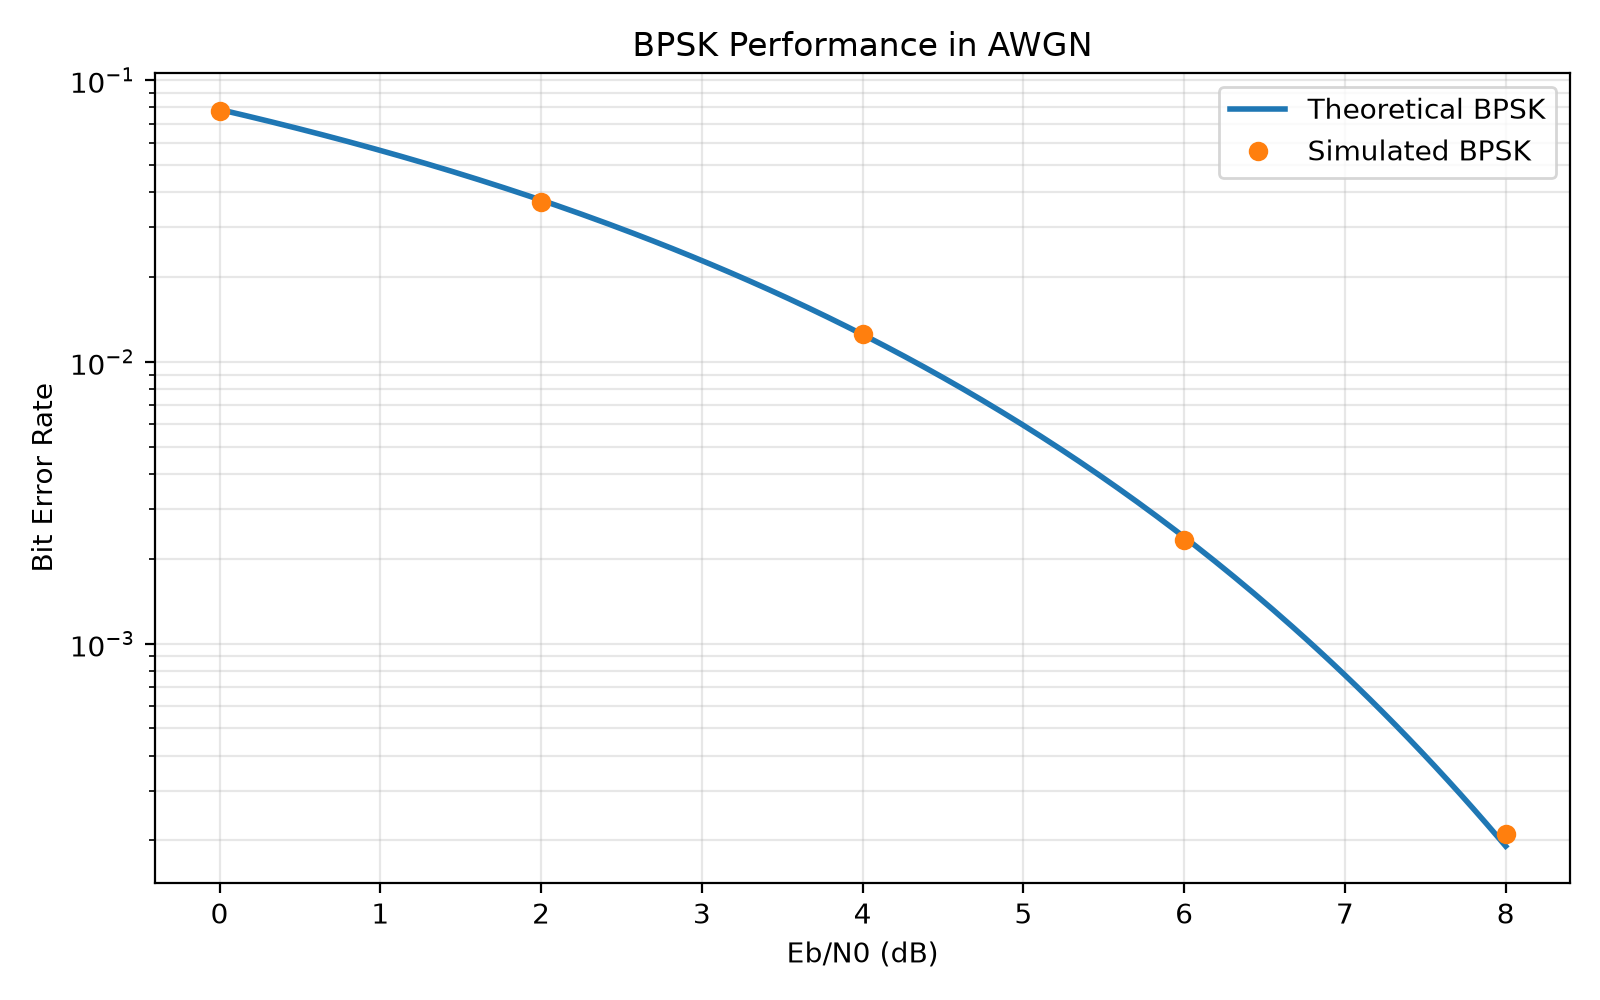 BPSK Performance in AWGN
Theoretical BPSK
Simulated BPSK
Bit Error Rate
10⁻¹
10⁻²
10⁻³
0 1 2 3 4 5 6 7 8
Eb/N0 (dB)